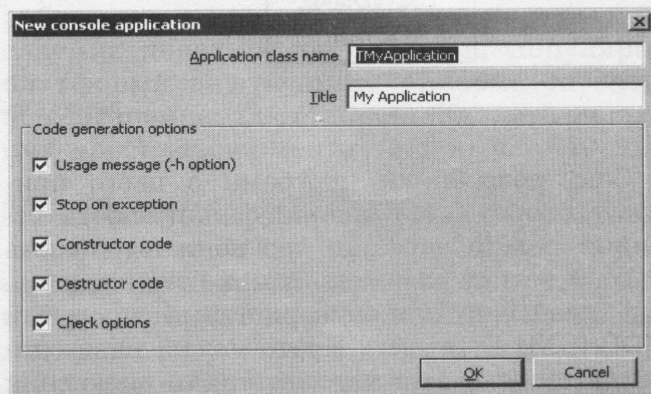 New console application
Application class name TMyApplication
Title My Application
Code generation options
Usage message (-h option)
Stop on exception
Constructor code
Destructor code
Check options
OK Cancel